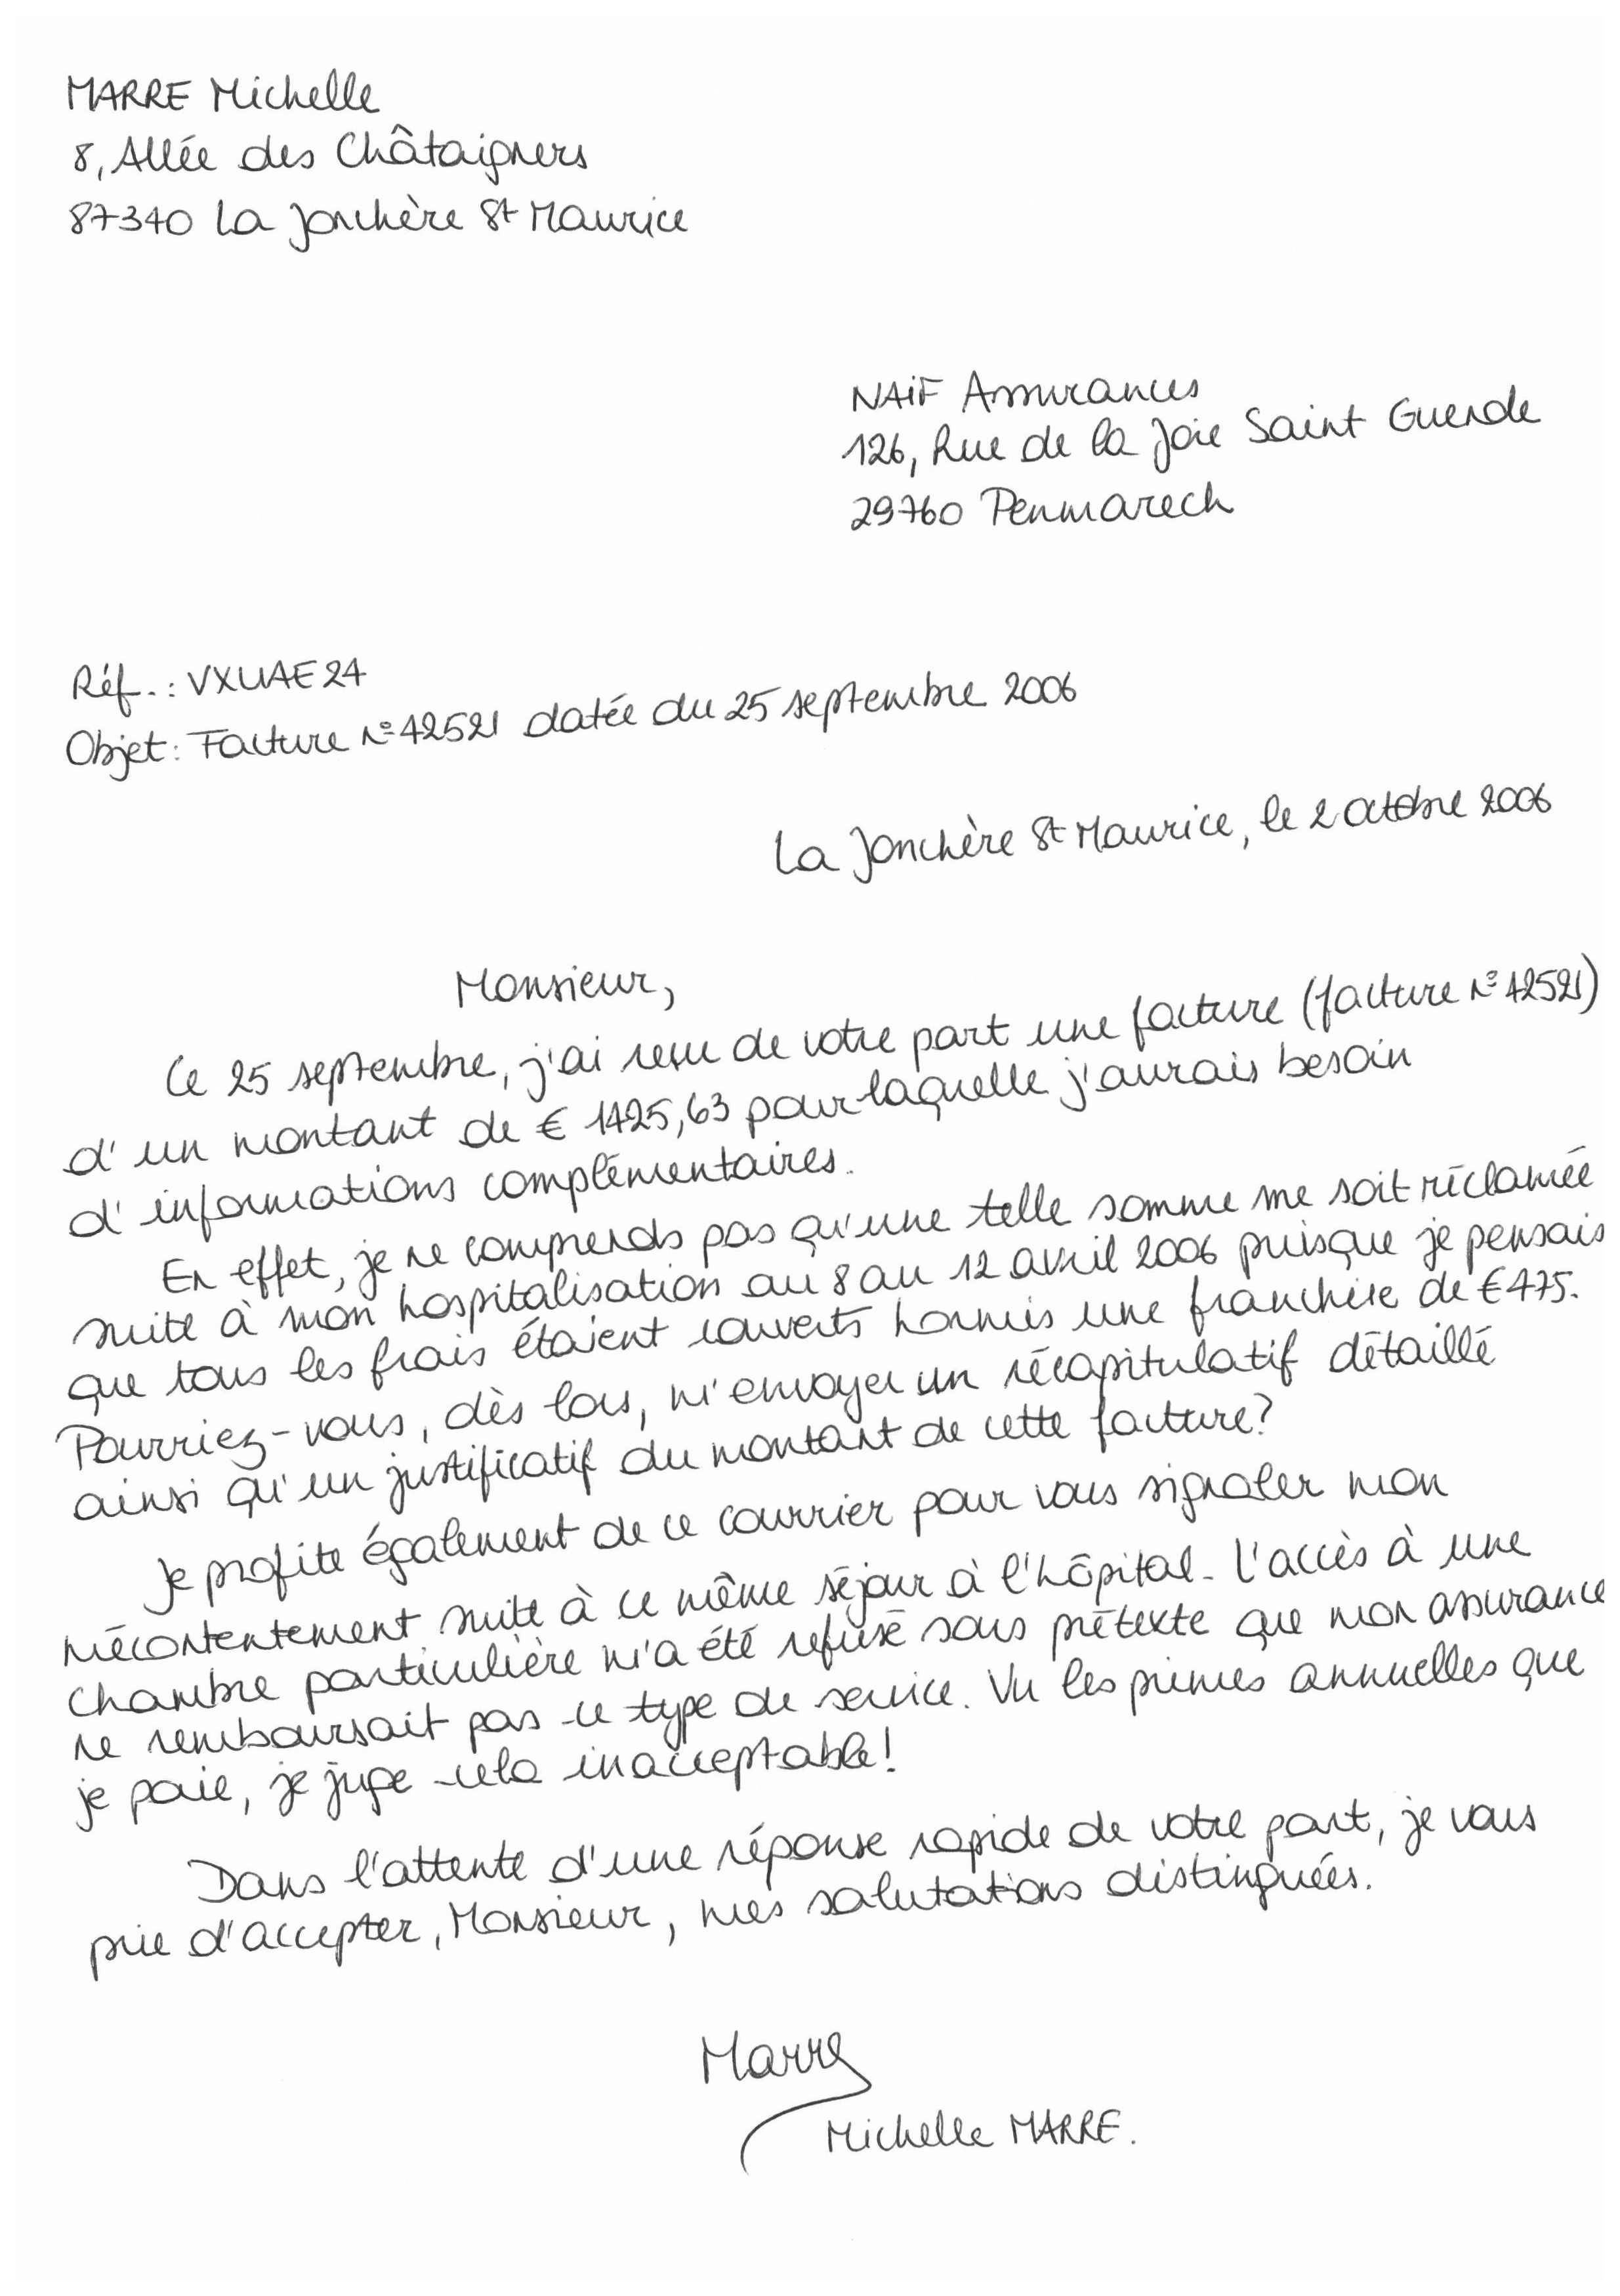 MARRE Michelle
8, Allée des Châtaigners
87340 La Jonchère St Maurice
NAïF Assurances
126, Rue de la Joie Saint Guende
29760 Penmarech
Réf.: VXUAE24
Objet: Facture N° 42521 datée du 25 septembre 2006
La Jonchère St Maurice, le 2 octobre 2006
Monsieur,
Ce 25 septembre, j'ai reçu de votre part une facture (facture N° 42521)
d'un montant de € 1425,63 pour laquelle j'aurais besoin
d'informations complémentaires.
En effet, je ne comprends pas qu'une telle somme me soit réclamée
suite à mon hospitalisation au 8 au 12 avril 2006 puisque je pensais
que tous les frais étaient couverts hormis une franchise de € 475.
Pourriez-vous, dès lors, m'envoyer un récapitulatif détaillé
ainsi qu'un justificatif du montant de cette facture?
Je profite également de ce courrier pour vous signaler mon
mécontentement suite à ce même séjour à l'hôpital. L'accès à une
chambre particulière m'a été refusé sous prétexte que mon assurance
ne remboursait pas ce type de service. Vu les primes annuelles que
je paie, je juge cela inacceptable!
Dans l'attente d'une réponse rapide de votre part, je vous
prie d'accepter, Monsieur, mes salutations distinguées.
Marre
Michelle MARRE.